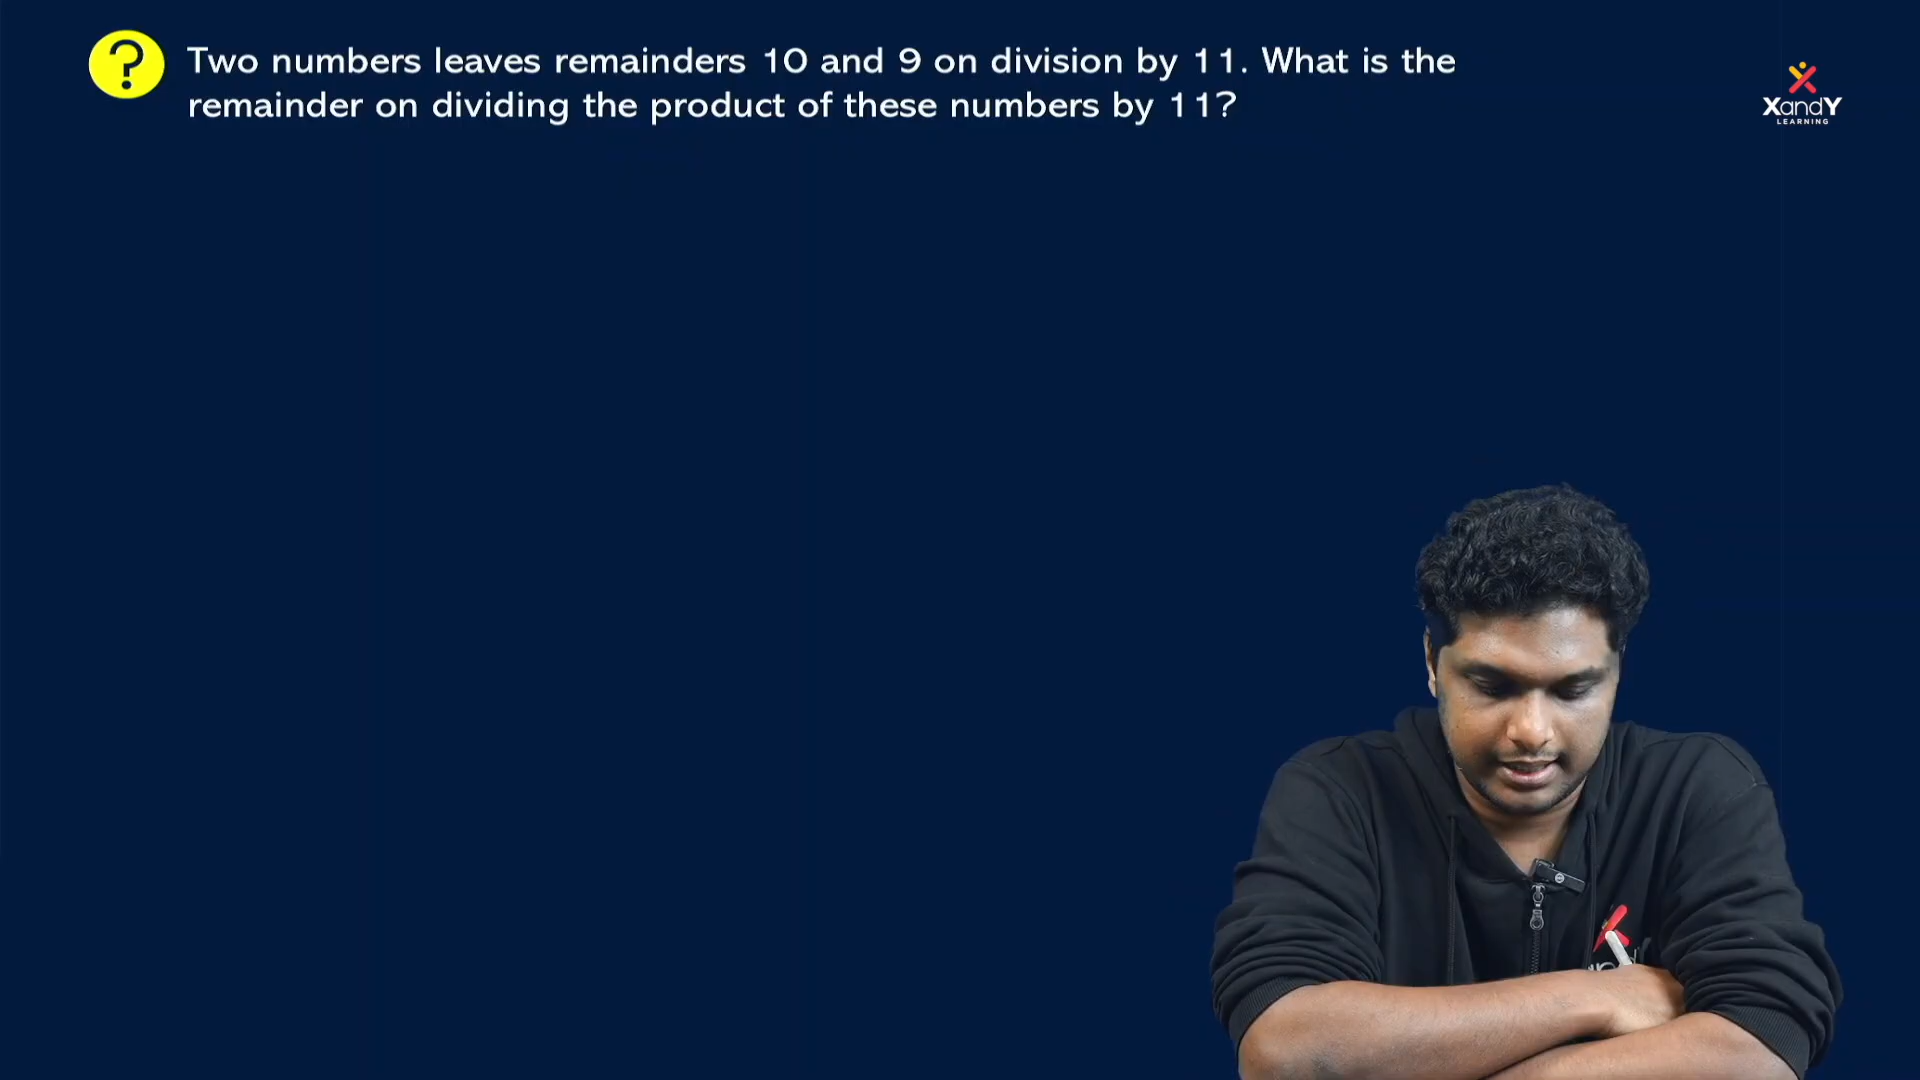 ?
Two numbers leaves remainders 10 and 9 on division by 11. What is the
remainder on dividing the product of these numbers by 11?
XandY
LEARNING